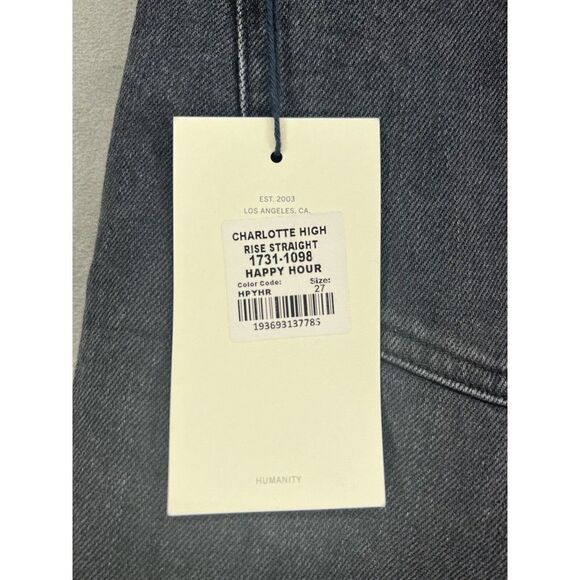 EST. 2003
LOS ANGELES, CA.
CHARLOTTE HIGH
RISE STRAIGHT
1731-1098
HAPPY HOUR
Color Code: Size:
HPYHR 27
193693137785
HUMANITY